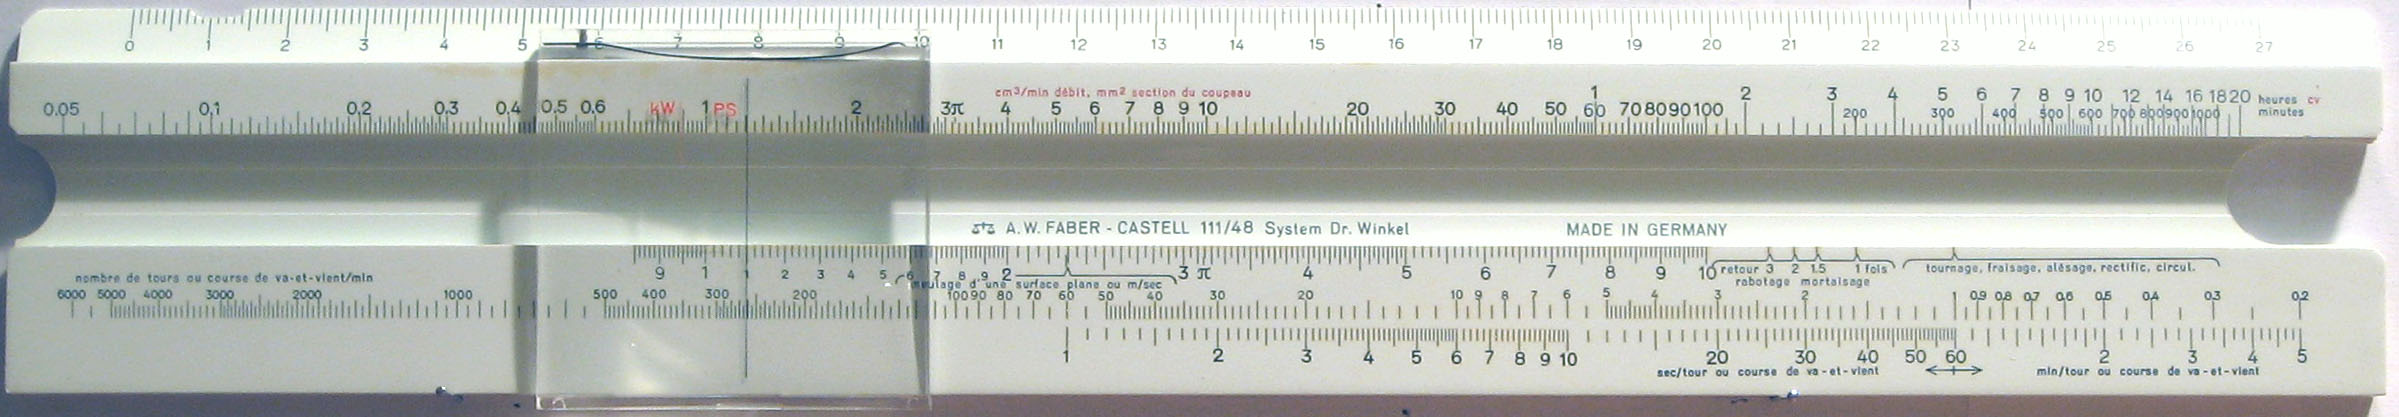 0 1 2 3 4 5 6 7 8 9 10 11 12 13 14 15 16 17 18 19 20 21 22 23 24 25 26 27
cm³/min débit, mm² section du copeau
0.05 0,1 0,2 0.3 0.4 0.5 0.6 kW 1 PS 2 3π 4 5 6 7 8 9 10 20 30 40 50 60 70 80 90 100
1 2 3 4 5 6 7 8 9 10 12 14 16 18 20 heures cv
200 300 400 500 600 700 800 900 1000 minutes
A.W. FABER - CASTELL 111/48 System Dr. Winkel MADE IN GERMANY
9 1 1 2 3 4 5 6 7 8 9 2 3 π 4 5 6 7 8 9 10 retour 3 2 1.5 1 fois tournage, fraisage, alésage, rectific, circul.
nombre de tours ou course de va-et-vient/min meulage d'une surface plane ou m/sec rabotage mortaisage
6000 5000 4000 3000 2000 1000 500 400 300 200 100 90 80 70 60 50 40 30 20 10 9 8 7 6 5 4 3 2 1 0,9 0,8 0,7 0,6 0,5 0,4 0,3 0,2
1 2 3 4 5 6 7 8 9 10 20 30 40 50 60 2 3 4 5
sec/tour ou course de va-et-vient min/tour ou course de va-et-vient